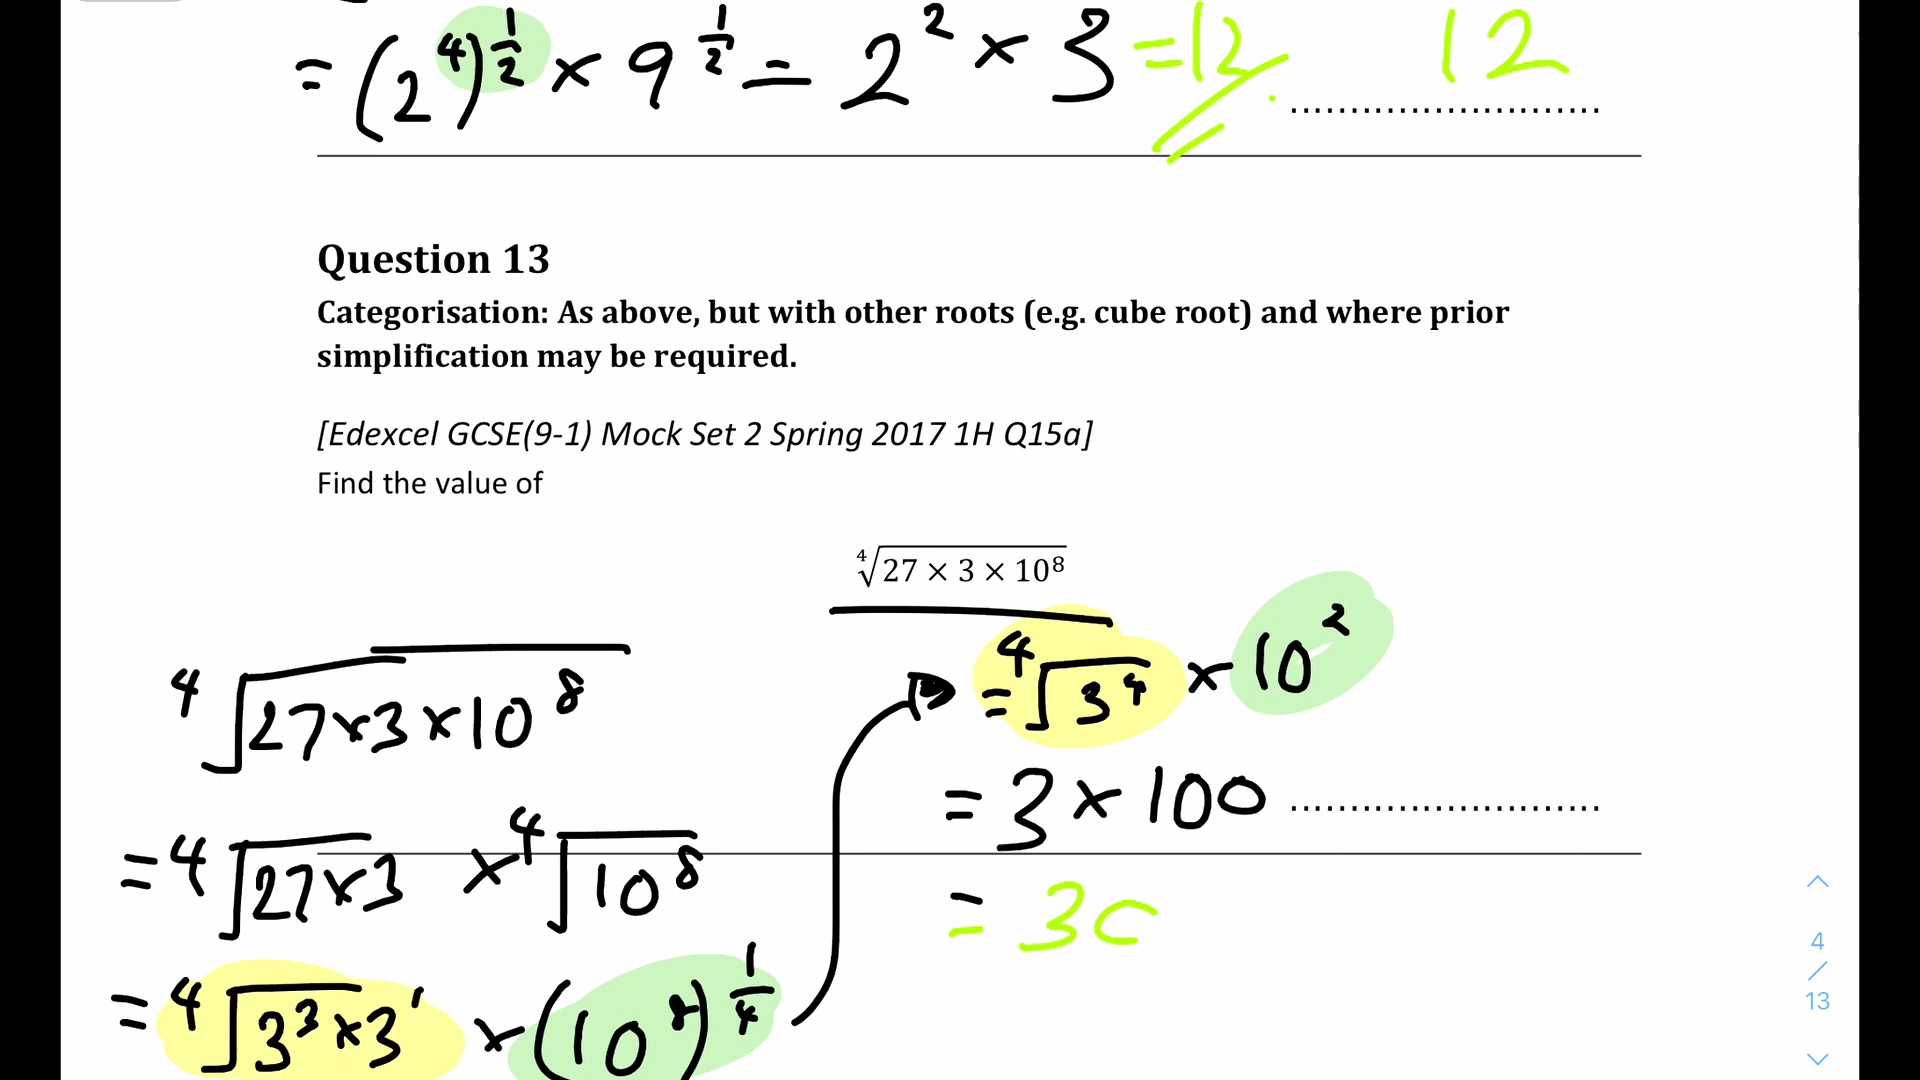 = (2⁴)^½ × 9^½ = 2² × 3 = 12. 12
Question 13
Categorisation: As above, but with other roots (e.g. cube root) and where prior
simplification may be required.
[Edexcel GCSE(9-1) Mock Set 2 Spring 2017 1H Q15a]
Find the value of
⁴√(27 × 3 × 10⁸)
⁴√(27×3×10⁸)
= ⁴√(27×3) × ⁴√(10⁸)
= ⁴√(3³×3¹) × (10⁸)^¼
= ⁴√(3⁴) × 10²
= 3 × 100 ..........................
= 30
4
/
13